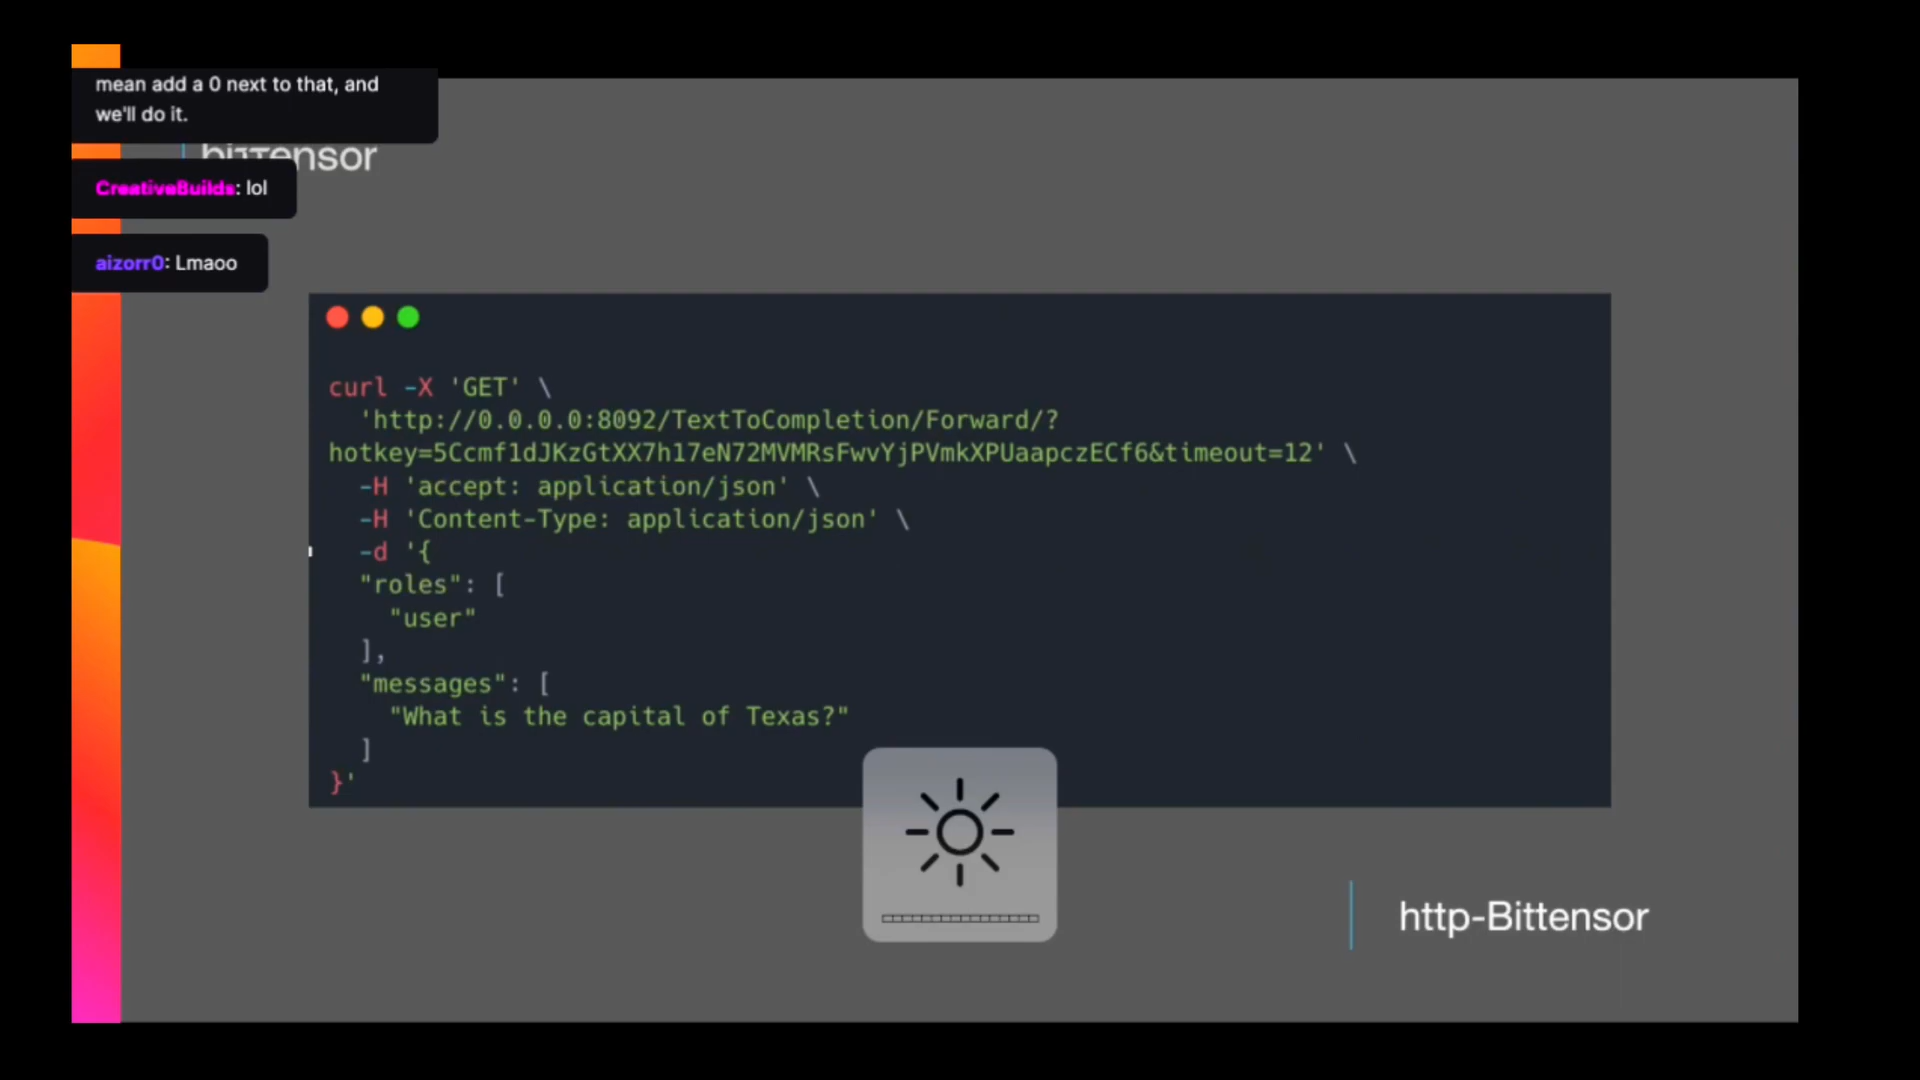 mean add a 0 next to that, and
we'll do it.
bittensor
CreativeBuilds: lol
aizorr0: Lmaoo
curl -X 'GET' \
'http://0.0.0.0:8092/TextToCompletion/Forward/?
hotkey=5Ccmf1dJKzGtXX7h17eN72MVMRsFwvYjPVmkXPUaapczECf6&timeout=12' \
-H 'accept: application/json' \
-H 'Content-Type: application/json' \
-d '{
"roles": [
"user"
],
"messages": [
"What is the capital of Texas?"
]
}'
http-Bittensor